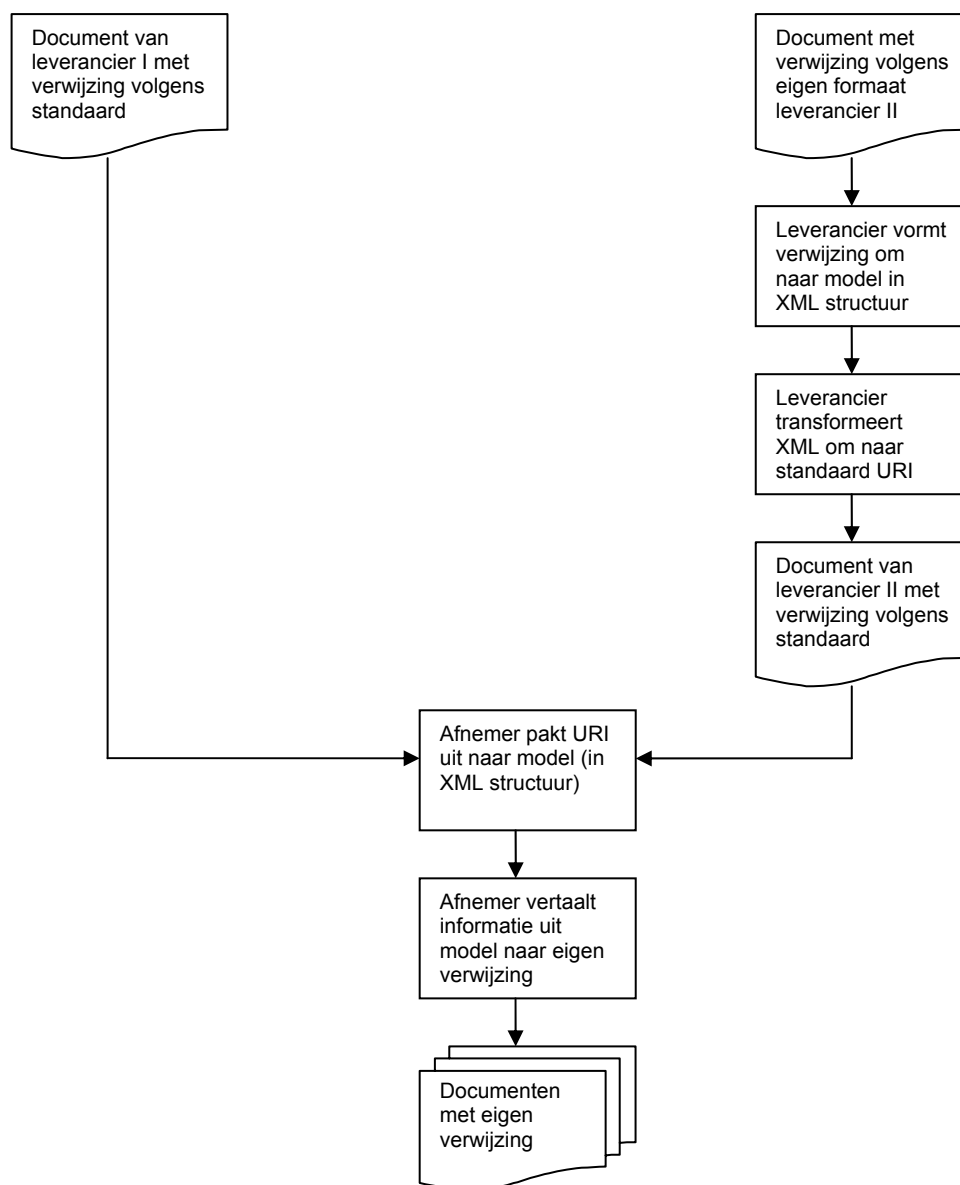 Document van
leverancier I met
verwijzing volgens
standaard
Document met
verwijzing volgens
eigen formaat
leverancier II
Leverancier vormt
verwijzing om
naar model in
XML structuur
Leverancier
transformeert
XML om naar
standaard URI
Document van
leverancier II met
verwijzing volgens
standaard
Afnemer pakt URI
uit naar model (in
XML structuur)
Afnemer vertaalt
informatie uit
model naar eigen
verwijzing
Documenten
met eigen
verwijzing